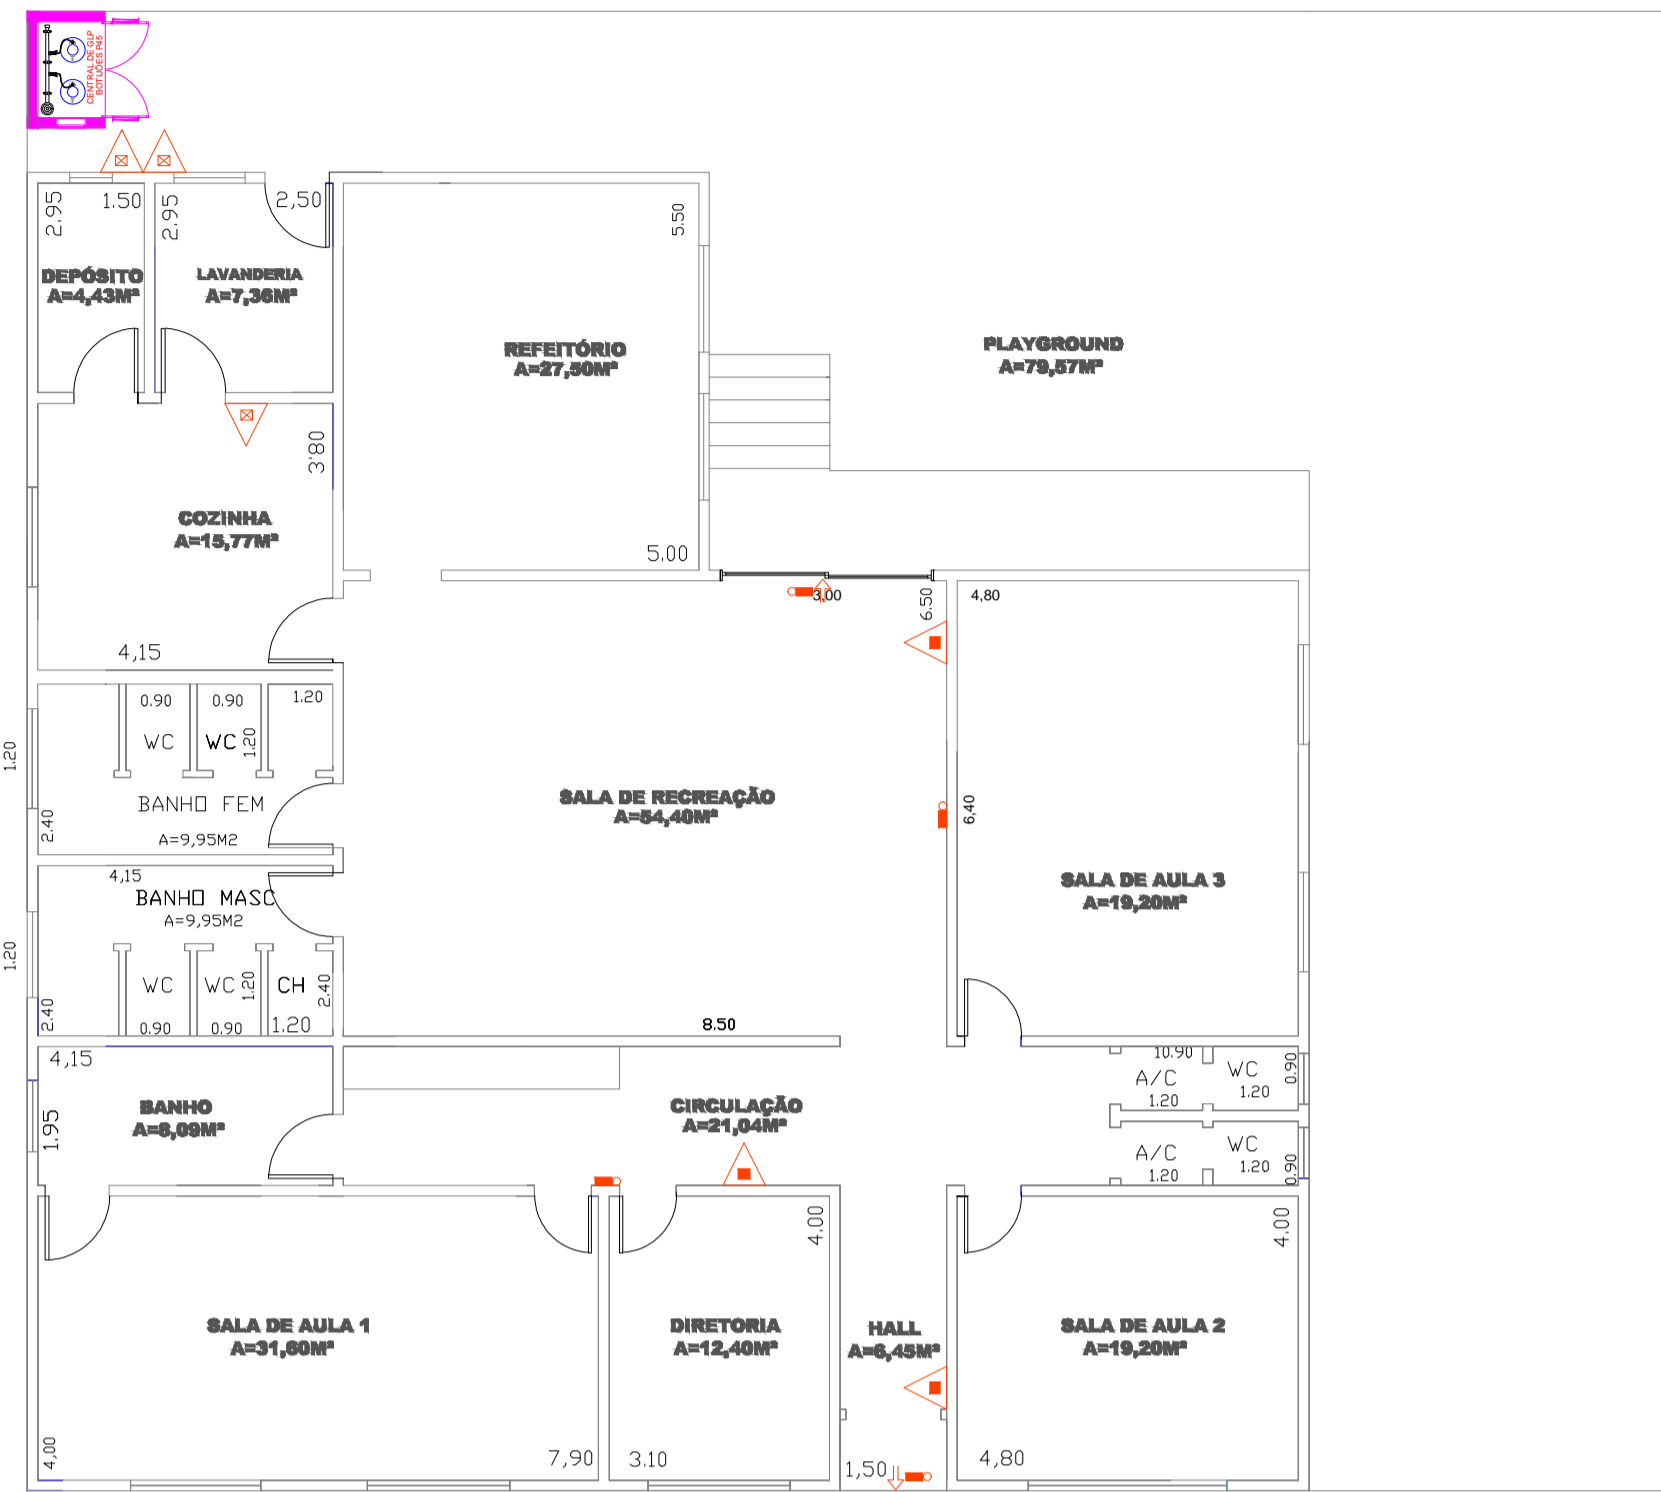 CENTRAL DE GLP
BOTIJÕES P45
2.95
1.50
2.95
2,50
5.50
DEPÓSITO
A=4,43M²
LAVANDERIA
A=7,36M²
REFEITÓRIO
A=27,50M²
PLAYGROUND
A=79,57M²
3'80
COZINHA
A=15,77M²
5.00
4,15
3,00
6.50
4,80
0.90
0.90
1.20
WC
WC
1.20
1.20
BANHO FEM
A=9,95M2
2.40
SALA DE RECREAÇÃO
A=54,40M²
6,40
4,15
BANHO MASC
A=9,95M2
SALA DE AULA 3
A=19,20M²
1.20
WC
WC
1.20
CH
2.40
2.40
0.90
0.90
1.20
8.50
4,15
10.90
A/C
1.20
WC
1.20
0.90
BANHO
A=8,09M²
1.95
CIRCULAÇÃO
A=21,04M²
A/C
1.20
WC
1.20
0.90
4.00
4.00
SALA DE AULA 1
A=31,60M²
DIRETORIA
A=12,40M²
HALL
A=6,45M²
SALA DE AULA 2
A=19,20M²
4,00
7,90
3.10
1,50
4,80